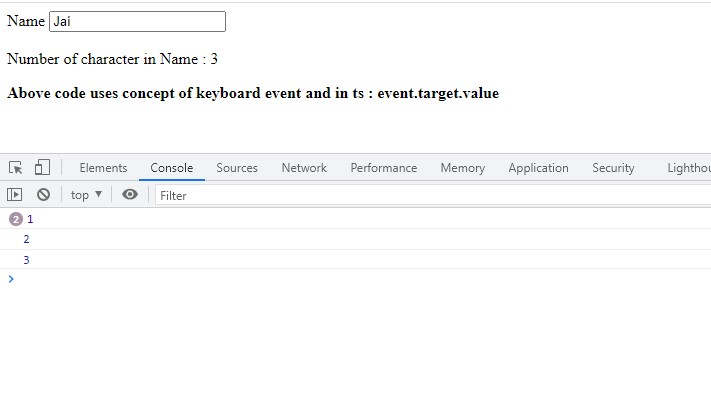 Name Jai
Number of character in Name : 3
Above code uses concept of keyboard event and in ts : event.target.value
Elements Console Sources Network Performance Memory Application Security Lighthou
top ▼ Filter
2 1
2
3
>